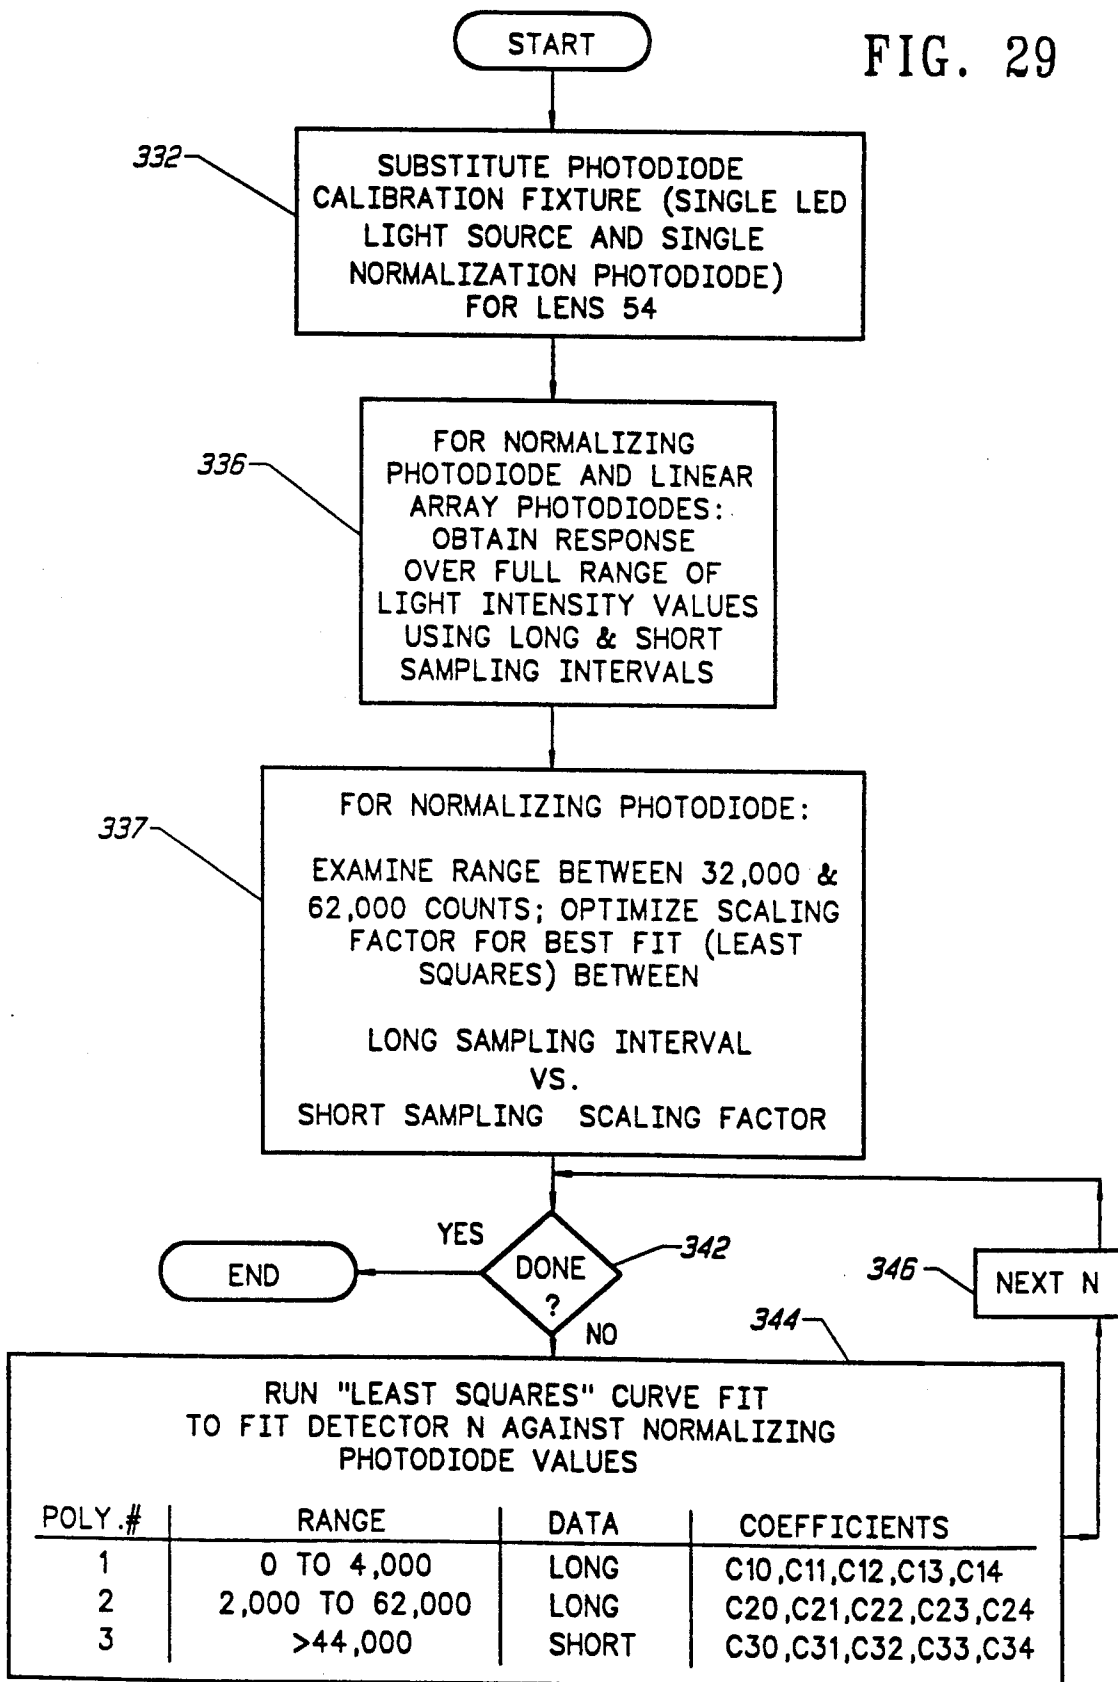 START
FIG. 29
332
SUBSTITUTE PHOTODIODE
CALIBRATION FIXTURE (SINGLE LED
LIGHT SOURCE AND SINGLE
NORMALIZATION PHOTODIODE)
FOR LENS 54
336
FOR NORMALIZING
PHOTODIODE AND LINEAR
ARRAY PHOTODIODES:
OBTAIN RESPONSE
OVER FULL RANGE OF
LIGHT INTENSITY VALUES
USING LONG & SHORT
SAMPLING INTERVALS
337
FOR NORMALIZING PHOTODIODE:
EXAMINE RANGE BETWEEN 32,000 &
62,000 COUNTS; OPTIMIZE SCALING
FACTOR FOR BEST FIT (LEAST
SQUARES) BETWEEN
LONG SAMPLING INTERVAL
VS.
SHORT SAMPLING SCALING FACTOR
YES
342
END
DONE
?
346
NEXT N
NO
344
RUN "LEAST SQUARES" CURVE FIT
TO FIT DETECTOR N AGAINST NORMALIZING
PHOTODIODE VALUES
POLY.# RANGE DATA COEFFICIENTS
1 0 TO 4,000 LONG C10,C11,C12,C13,C14
2 2,000 TO 62,000 LONG C20,C21,C22,C23,C24
3 >44,000 SHORT C30,C31,C32,C33,C34